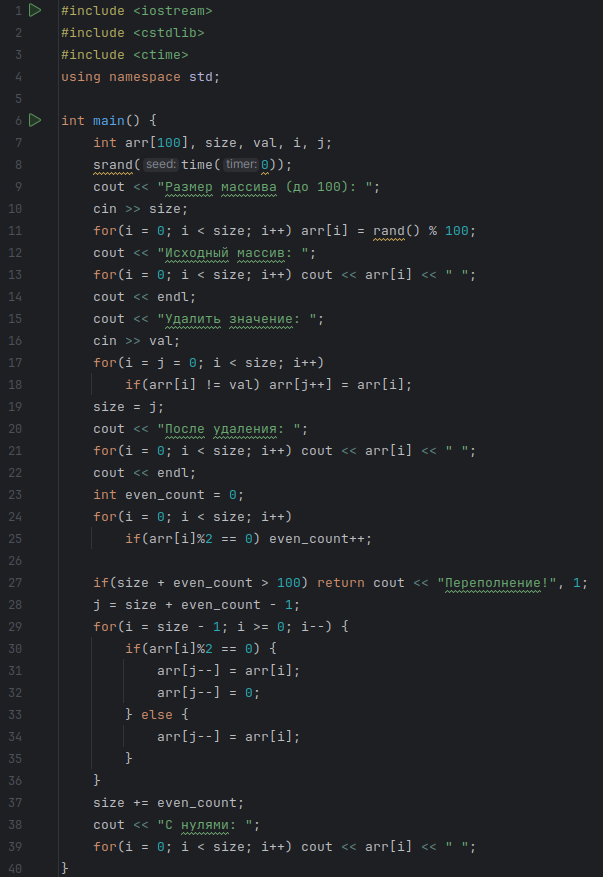 1 #include <iostream>
2 #include <cstdlib>
3 #include <ctime>
4 using namespace std;
5
6 int main() {
7     int arr[100], size, val, i, j;
8     srand( seed: time( timer: 0));
9     cout << "Размер массива (до 100): ";
10     cin >> size;
11     for(i = 0; i < size; i++) arr[i] = rand() % 100;
12     cout << "Исходный массив: ";
13     for(i = 0; i < size; i++) cout << arr[i] << " ";
14     cout << endl;
15     cout << "Удалить значение: ";
16     cin >> val;
17     for(i = j = 0; i < size; i++)
18         if(arr[i] != val) arr[j++] = arr[i];
19     size = j;
20     cout << "После удаления: ";
21     for(i = 0; i < size; i++) cout << arr[i] << " ";
22     cout << endl;
23     int even_count = 0;
24     for(i = 0; i < size; i++)
25         if(arr[i]%2 == 0) even_count++;
26
27     if(size + even_count > 100) return cout << "Переполнение!", 1;
28     j = size + even_count - 1;
29     for(i = size - 1; i >= 0; i--) {
30         if(arr[i]%2 == 0) {
31             arr[j--] = arr[i];
32             arr[j--] = 0;
33         } else {
34             arr[j--] = arr[i];
35         }
36     }
37     size += even_count;
38     cout << "С нулями: ";
39     for(i = 0; i < size; i++) cout << arr[i] << " ";
40 }